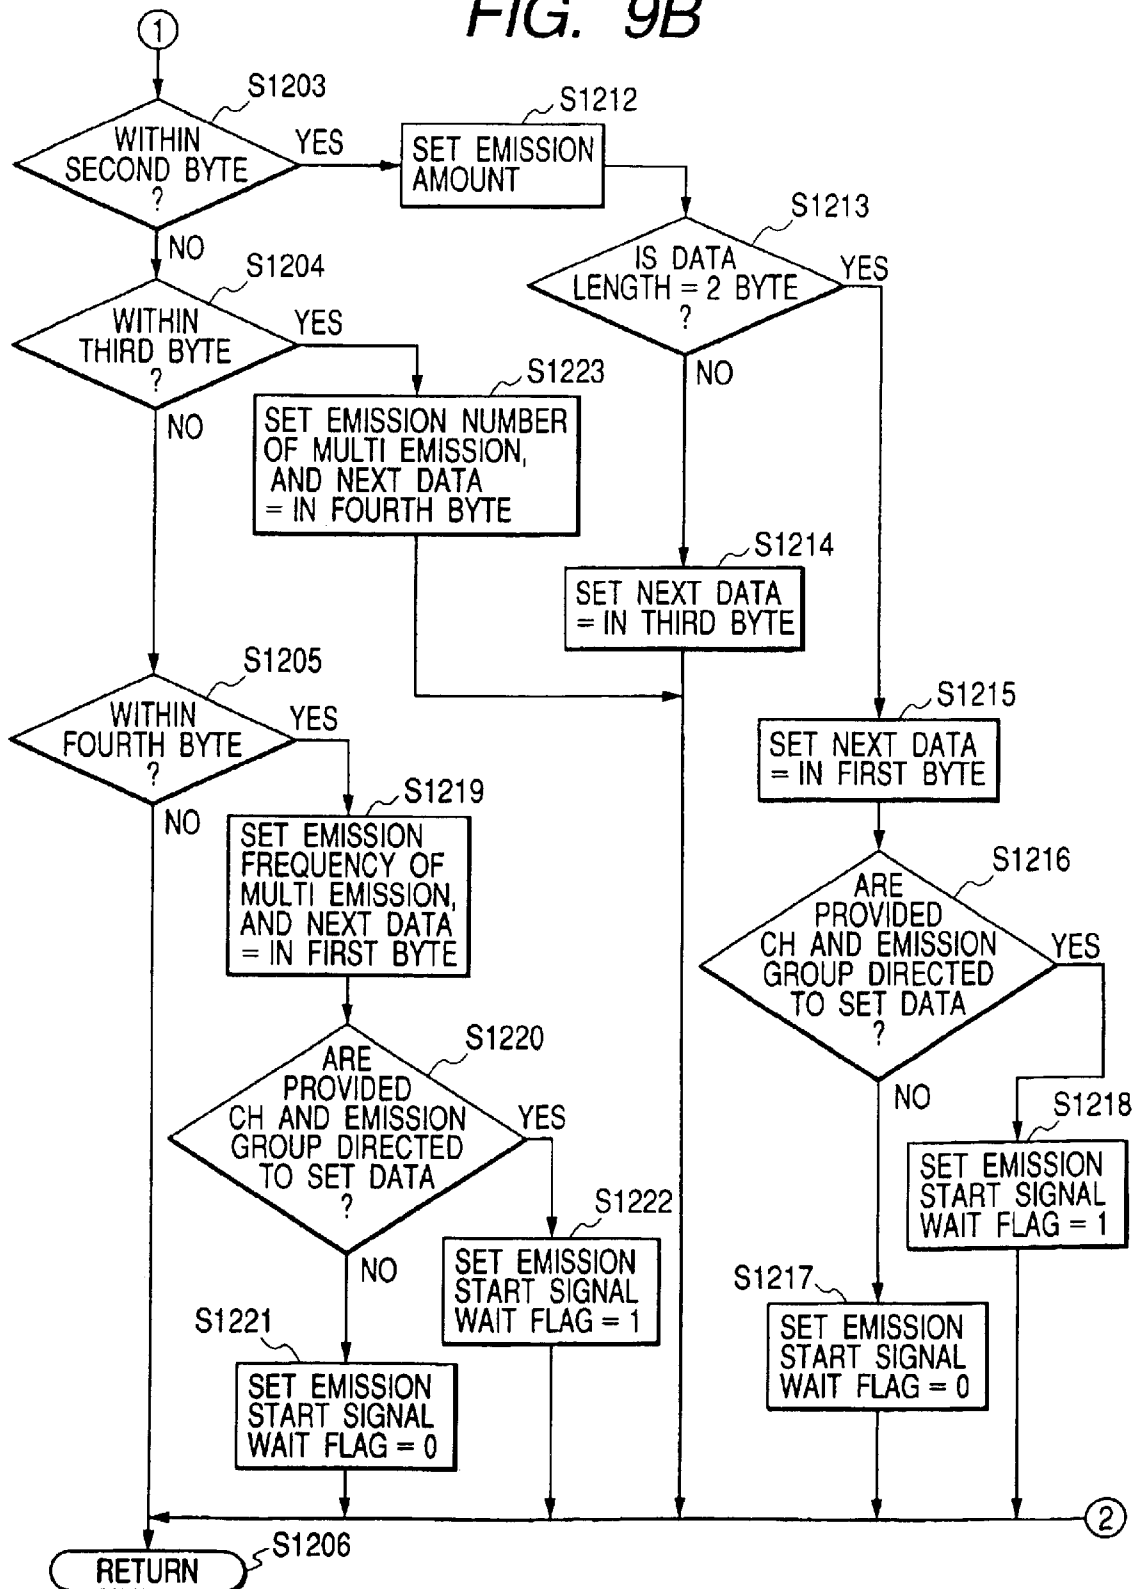 FIG. 9B
1
S1203
WITHIN
SECOND BYTE
?
YES
NO
S1212
SET EMISSION
AMOUNT
S1213
IS DATA
LENGTH = 2 BYTE
?
YES
NO
S1204
WITHIN
THIRD BYTE
?
YES
NO
S1223
SET EMISSION NUMBER
OF MULTI EMISSION,
AND NEXT DATA
= IN FOURTH BYTE
S1214
SET NEXT DATA
= IN THIRD BYTE
S1205
WITHIN
FOURTH BYTE
?
YES
NO
S1215
SET NEXT DATA
= IN FIRST BYTE
S1219
SET EMISSION
FREQUENCY OF
MULTI EMISSION,
AND NEXT DATA
= IN FIRST BYTE
S1216
ARE
PROVIDED
CH AND EMISSION
GROUP DIRECTED
TO SET DATA
?
YES
NO
S1220
ARE
PROVIDED
CH AND EMISSION
GROUP DIRECTED
TO SET DATA
?
YES
NO
S1218
SET EMISSION
START SIGNAL
WAIT FLAG = 1
S1222
SET EMISSION
START SIGNAL
WAIT FLAG = 1
S1217
SET EMISSION
START SIGNAL
WAIT FLAG = 0
S1221
SET EMISSION
START SIGNAL
WAIT FLAG = 0
2
S1206
RETURN